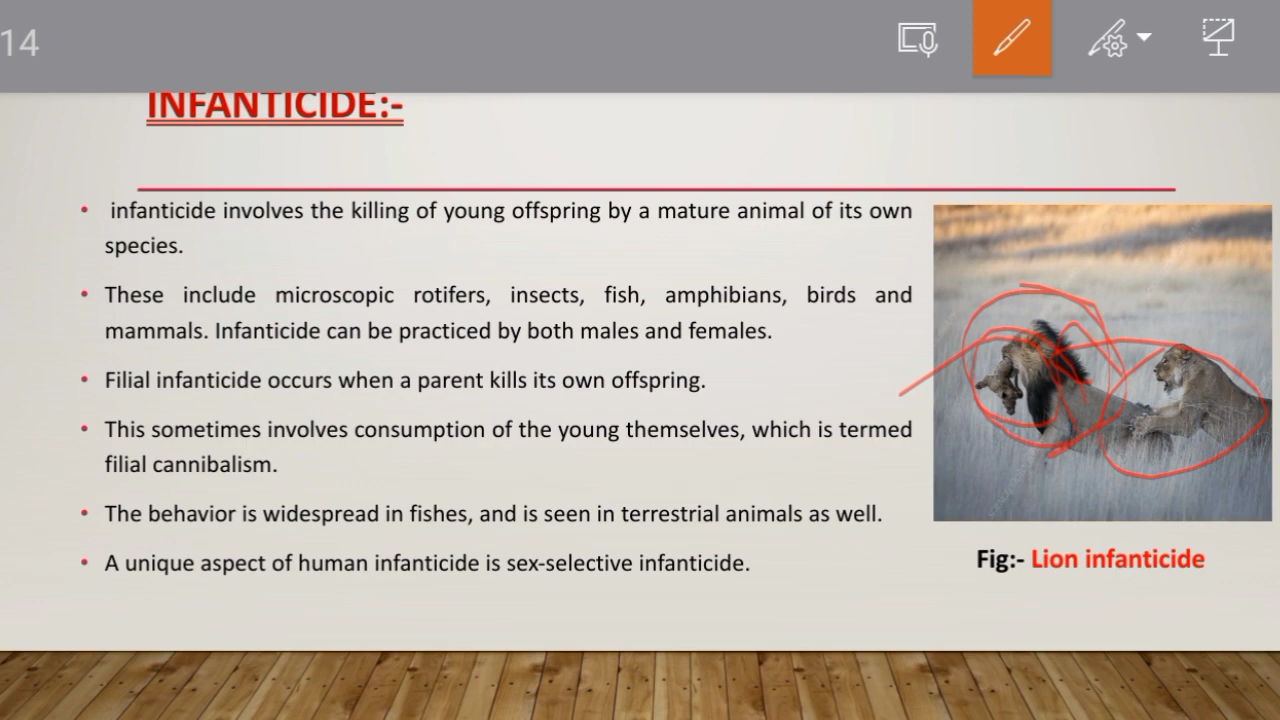 14
INFANTICIDE:-
• infanticide involves the killing of young offspring by a mature animal of its own
species.
• These include microscopic rotifers, insects, fish, amphibians, birds and
mammals. Infanticide can be practiced by both males and females.
• Filial infanticide occurs when a parent kills its own offspring.
• This sometimes involves consumption of the young themselves, which is termed
filial cannibalism.
• The behavior is widespread in fishes, and is seen in terrestrial animals as well.
• A unique aspect of human infanticide is sex-selective infanticide.
Fig:- Lion infanticide